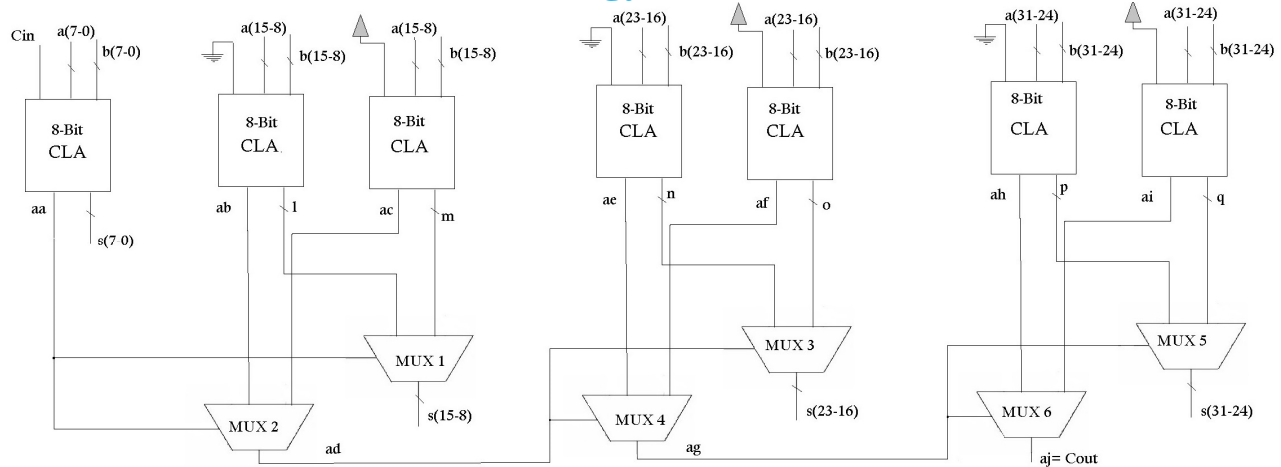 Cin
a(7-0)
b(7-0)
a(15-8)
b(15-8)
a(15-8)
b(15-8)
a(23-16)
b(23-16)
a(23-16)
b(23-16)
a(31-24)
b(31-24)
a(31-24)
b(31-24)
8-Bit
CLA
8-Bit
CLA
8-Bit
CLA
8-Bit
CLA
8-Bit
CLA
8-Bit
CLA
8-Bit
CLA
aa
s(7-0)
ab
l
ac
m
ae
n
af
o
ah
p
ai
q
MUX 1
MUX 2
s(15-8)
ad
MUX 3
MUX 4
s(23-16)
ag
MUX 5
MUX 6
s(31-24)
aj= Cout